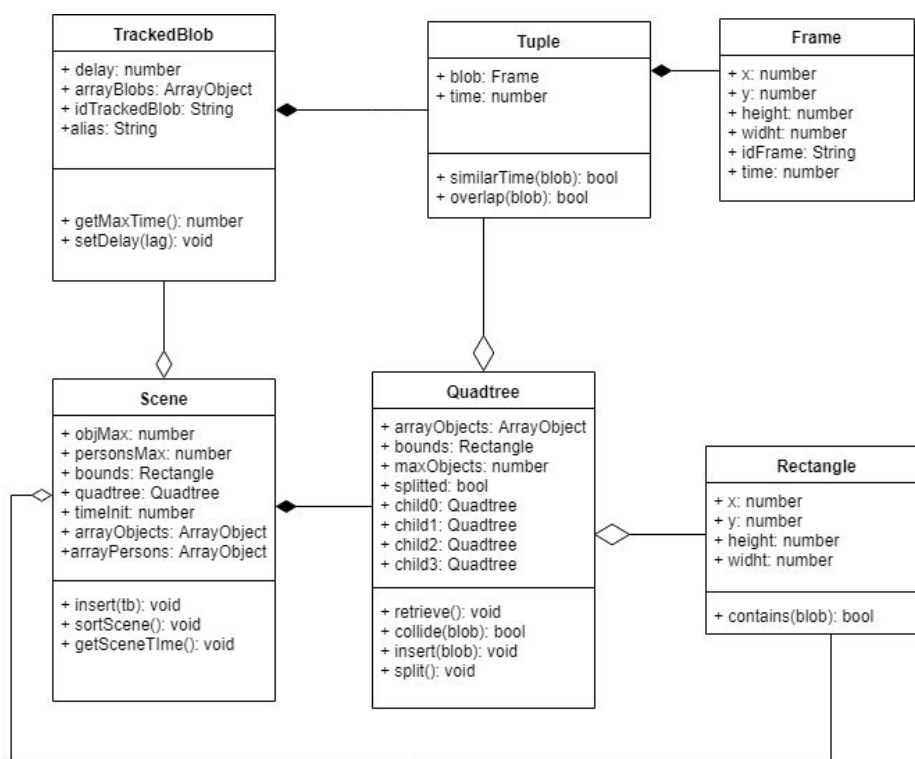 TrackedBlob
+ delay: number
+ arrayBlobs: ArrayObject
+ idTrackedBlob: String
+alias: String
+ getMaxTime(): number
+ setDelay(lag): void
Tuple
+ blob: Frame
+ time: number
+ similarTime(blob): bool
+ overlap(blob): bool
Frame
+ x: number
+ y: number
+ height: number
+ widht: number
+ idFrame: String
+ time: number
Scene
+ objMax: number
+ personsMax: number
+ bounds: Rectangle
+ quadtree: Quadtree
+ timeInit: number
+ arrayObjects: ArrayObject
+arrayPersons: ArrayObject
+ insert(tb): void
+ sortScene(): void
+ getSceneTIme(): void
Quadtree
+ arrayObjects: ArrayObject
+ bounds: Rectangle
+ maxObjects: number
+ splitted: bool
+ child0: Quadtree
+ child1: Quadtree
+ child2: Quadtree
+ child3: Quadtree
+ retrieve(): void
+ collide(blob): bool
+ insert(blob): void
+ split(): void
Rectangle
+ x: number
+ y: number
+ height: number
+ widht: number
+ contains(blob): bool